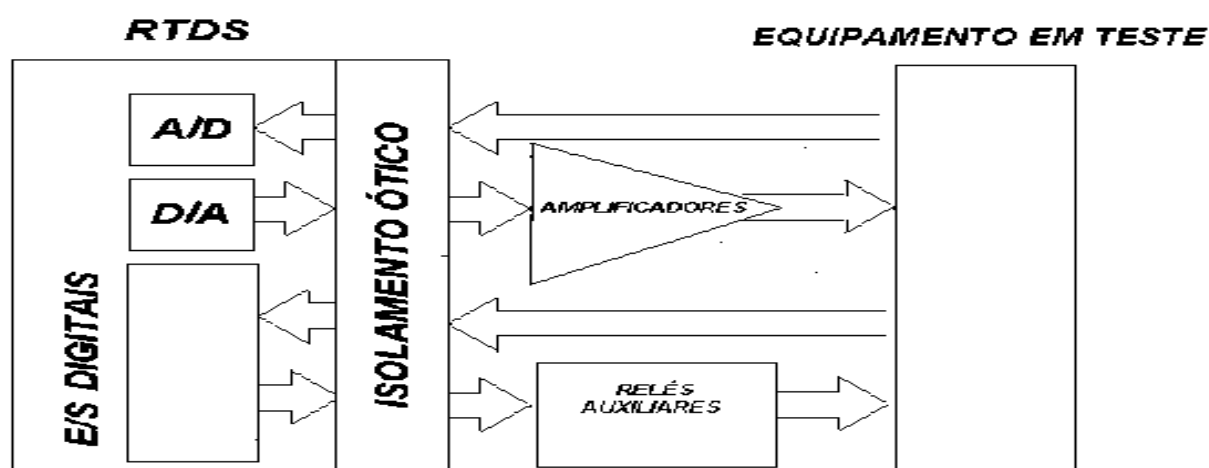 RTDS
EQUIPAMENTO EM TESTE
A/D
D/A
E/S DIGITAIS
ISOLAMENTO ÓTICO
AMPLIFICADORES
RELÉS
AUXILIARES